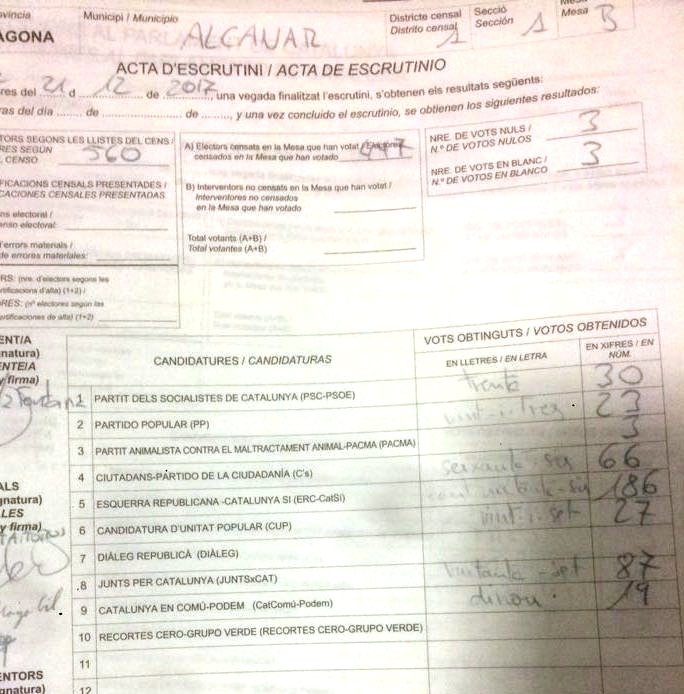 Municipi / Municipio
AGONA
ALCANAR
Districte censal
Distrito censal 1
Secció
Sección 1
Mesa B
ACTA D'ESCRUTINI / ACTA DE ESCRUTINIO
res del 21 d 12 de 2017, una vegada finalitzat l'escrutini, s'obtenen els resultats següents:
ras del día ...... de ...... de ......, y una vez concluido el escrutinio, se obtienen los siguientes resultados:
TORS SEGONS LES LLISTES DEL CENS /
RES SEGÚN
CENSO 560
A) Electors censats en la Mesa que han votat / Electores
censados en la Mesa que han votado
NRE. DE VOTS NULS /
N.º DE VOTOS NULOS 3
NRE. DE VOTS EN BLANC /
N.º DE VOTOS EN BLANCO 3
FICACIONS CENSALS PRESENTADES /
CACIONES CENSALES PRESENTADAS
B) Interventors no censats en la Mesa que han votat /
Interventores no censados
en la Mesa que han votado
ns electoral /
enso electoral:
Total votants (A+B) /
Total votantes (A+B)
'errors materials /
de errores materiales:
RS: (nre. d'electors segons les
rtificacions d'alta) (1+2) /
RES: (nº electores según las
ertificaciones de alta) (1+2)
ENT/A
natura)
ENTE/A
y firma)
CANDIDATURES / CANDIDATURAS
VOTS OBTINGUTS / VOTOS OBTENIDOS
EN LLETRES / EN LETRA
EN XIFRES / EN
NÚM.
1 PARTIT DELS SOCIALISTES DE CATALUNYA (PSC-PSOE) trenta 30
2 PARTIDO POPULAR (PP) vint-i-tres 23
3 PARTIT ANIMALISTA CONTRA EL MALTRACTAMENT ANIMAL-PACMA (PACMA) 3
4 CIUTADANS-PARTIDO DE LA CIUDADANÍA (C's) seixanta-sis 66
5 ESQUERRA REPUBLICANA -CATALUNYA SI (ERC-CatSí) 186
6 CANDIDATURA D'UNITAT POPULAR (CUP) vint-i-set 27
7 DIÀLEG REPUBLICÀ (DIÀLEG)
8 JUNTS PER CATALUNYA (JUNTSxCAT) vuitanta-set 87
9 CATALUNYA EN COMÚ-PODEM (CatComú-Podem) dinou 19
10 RECORTES CERO-GRUPO VERDE (RECORTES CERO-GRUPO VERDE)
11
12
ALS
gnatura)
LES
y firma)
ENTORS
gnatura)